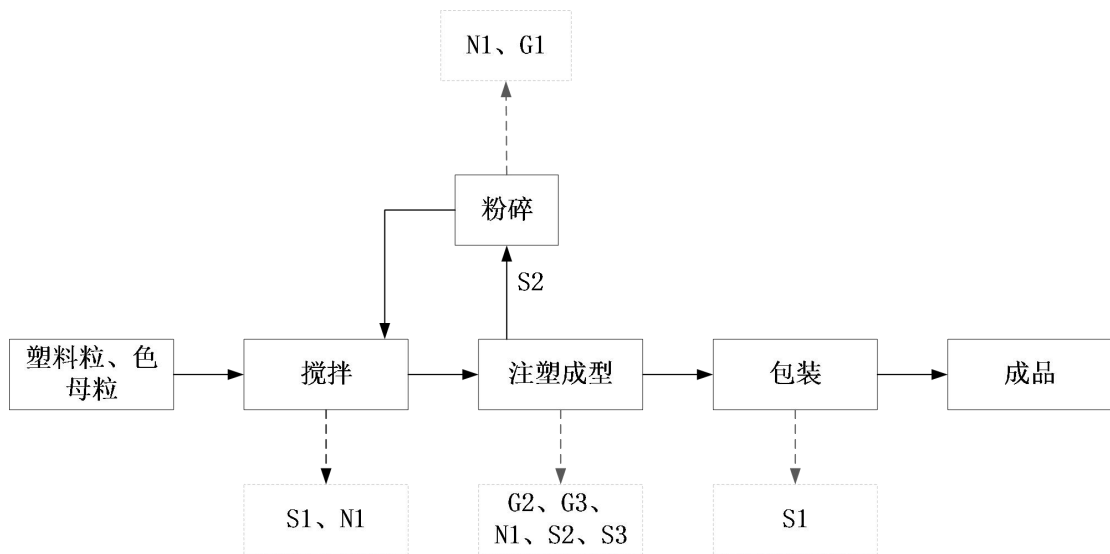 N1、G1
粉碎
S2
塑料粒、色
母粒
搅拌
注塑成型
包装
成品
S1、N1
G2、G3、
N1、S2、S3
S1